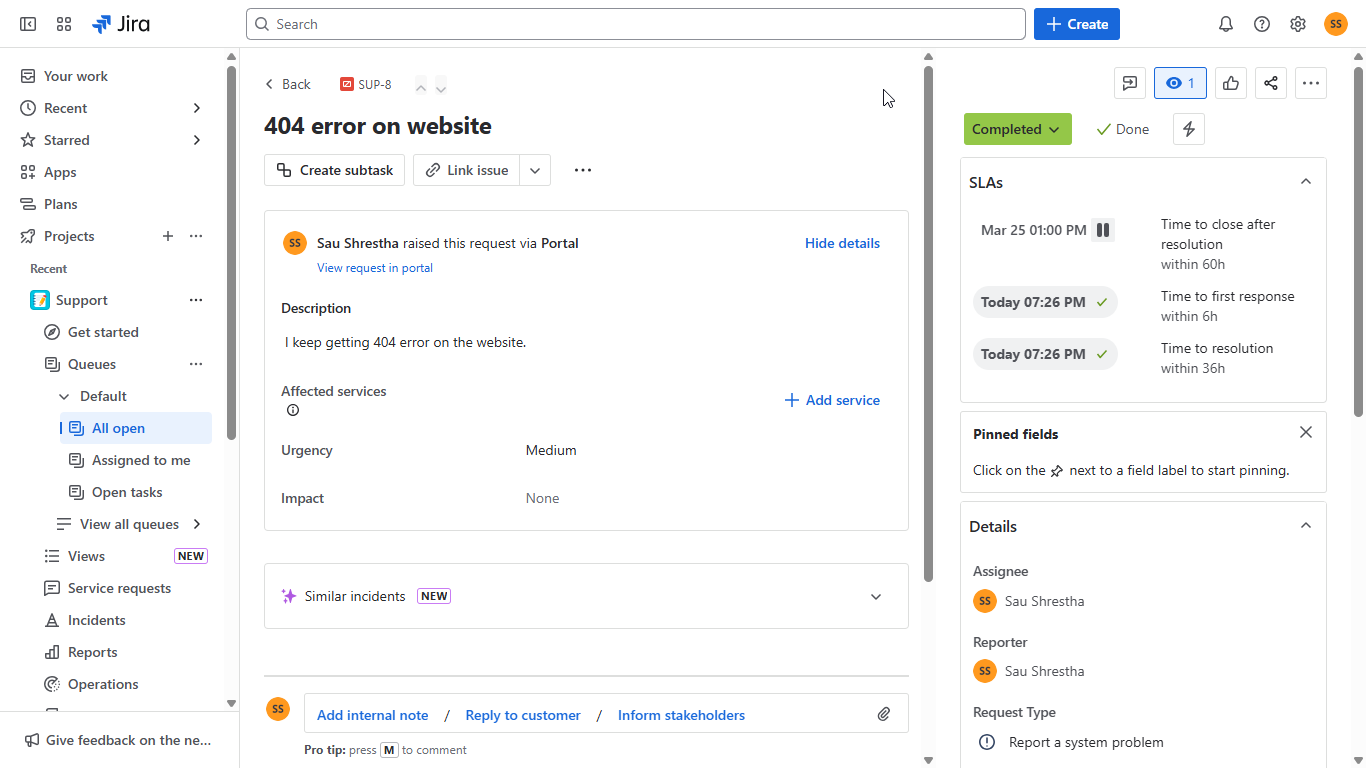 Jira
Search
Create
SS
Your work
Recent
Starred
Apps
Plans
Projects
Recent
Support
Get started
Queues
Default
All open
Assigned to me
Open tasks
View all queues
Views NEW
Service requests
Incidents
Reports
Operations
Give feedback on the ne...
Back
SUP-8
404 error on website
Create subtask
Link issue
SS
Sau Shrestha raised this request via Portal
Hide details
View request in portal
Description
I keep getting 404 error on the website.
Affected services
Add service
Urgency
Medium
Impact
None
Similar incidents NEW
SS
Add internal note / Reply to customer / Inform stakeholders
Pro tip: press M to comment
1
Completed
Done
SLAs
Mar 25 01:00 PM
Time to close after
resolution
within 60h
Today 07:26 PM
Time to first response
within 6h
Today 07:26 PM
Time to resolution
within 36h
Pinned fields
Click on the next to a field label to start pinning.
Details
Assignee
SS Sau Shrestha
Reporter
SS Sau Shrestha
Request Type
Report a system problem